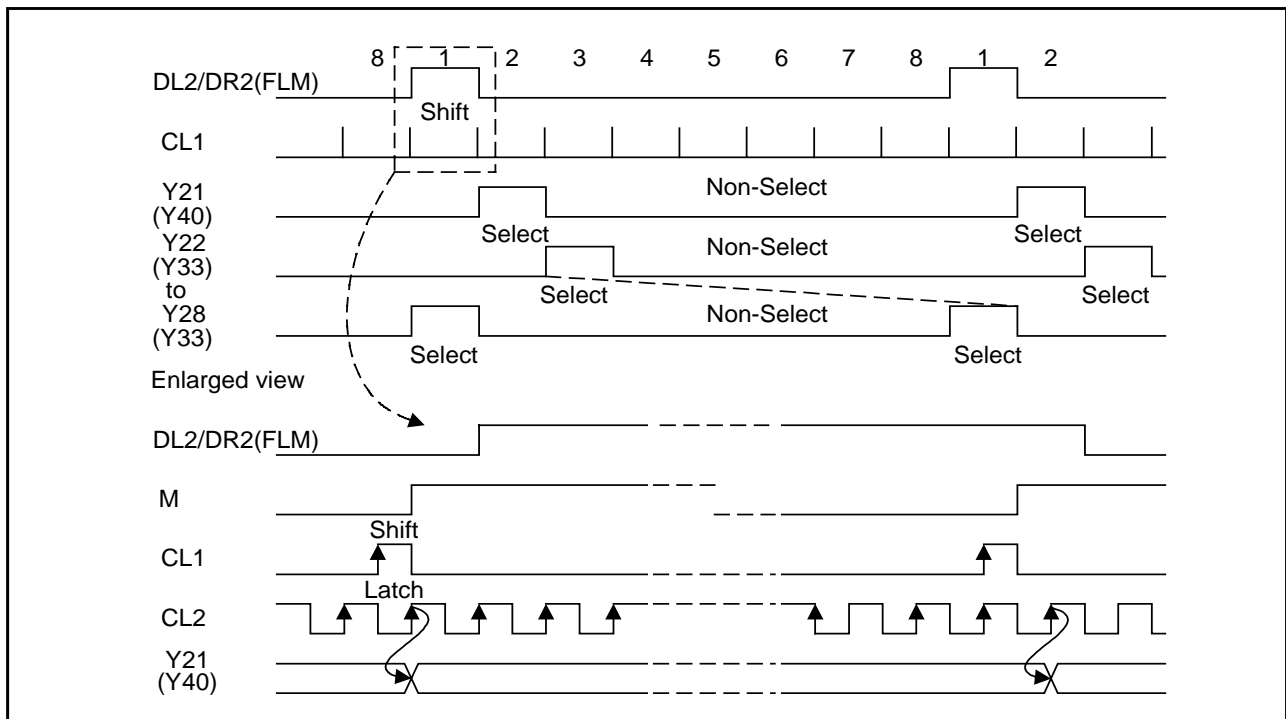 8 1 2 3 4 5 6 7 8 1 2
DL2/DR2(FLM)
Shift
CL1
Y21
(Y40)
Non-Select
Select
Select
Y22
(Y33)
Non-Select
Select
Select
to
Y28
(Y33)
Non-Select
Select
Select
Enlarged view
DL2/DR2(FLM)
M
Shift
CL1
Latch
CL2
Y21
(Y40)